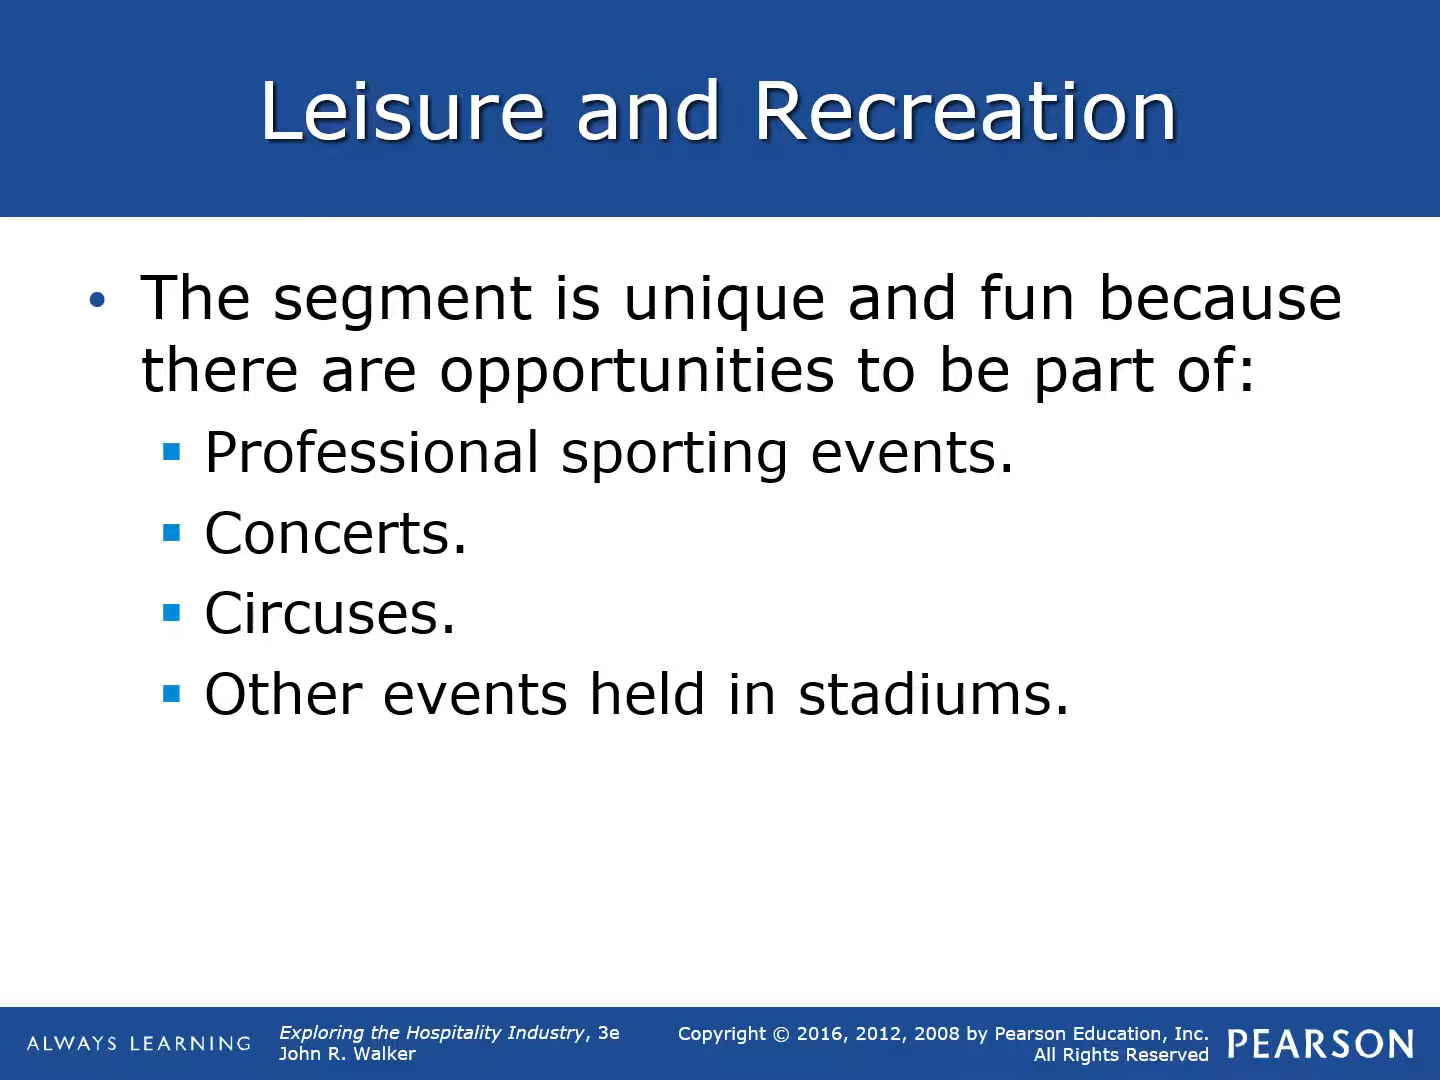 Leisure and Recreation
• The segment is unique and fun because
there are opportunities to be part of:
▪ Professional sporting events.
▪ Concerts.
▪ Circuses.
▪ Other events held in stadiums.
ALWAYS LEARNING
Exploring the Hospitality Industry, 3e
John R. Walker
Copyright © 2016, 2012, 2008 by Pearson Education, Inc.
All Rights Reserved
PEARSON